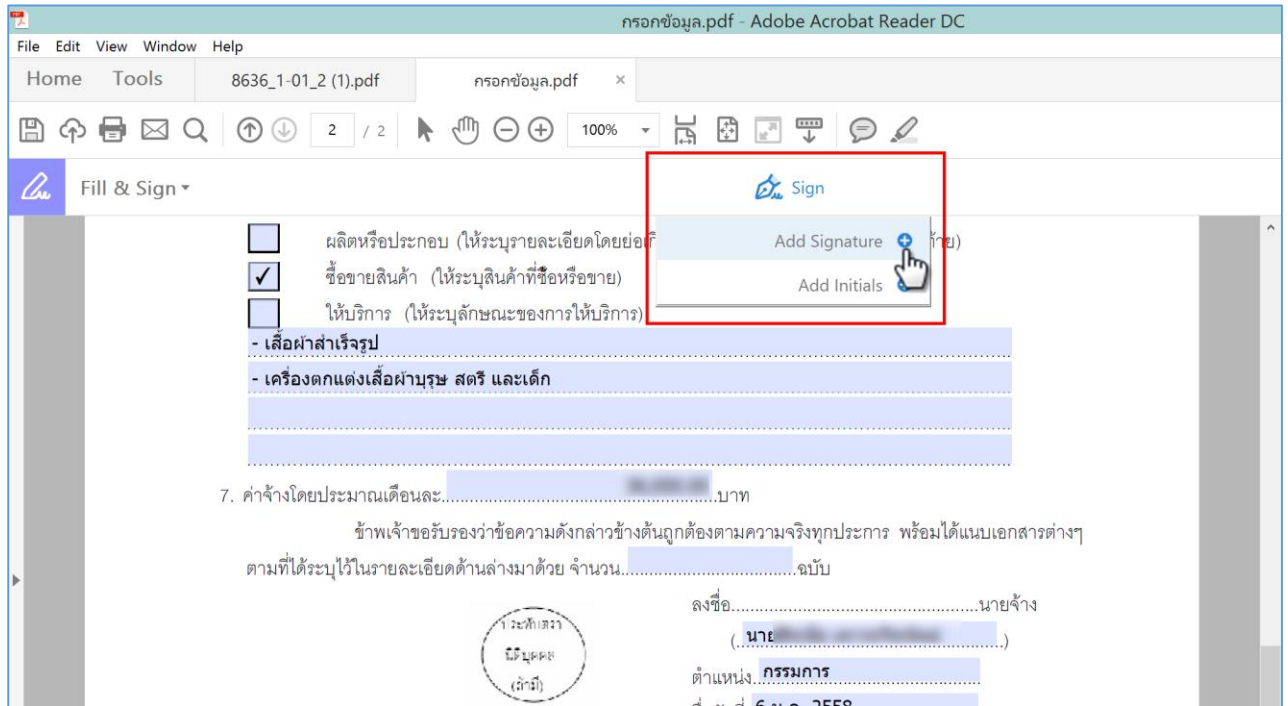 กรอกข้อมูล.pdf - Adobe Acrobat Reader DC
File Edit View Window Help
Home Tools 8636_1-01_2 (1).pdf กรอกข้อมูล.pdf ×
2 / 2 100%
Fill & Sign Sign
ผลิตหรือประกอบ (ให้ระบุรายละเอียดโดยย่อ Add Signature ด้วย)
✓ ซื้อขายสินค้า (ให้ระบุสินค้าที่ซื้อหรือขาย) Add Initials
ให้บริการ (ให้ระบุลักษณะของการให้บริการ)
- เสื้อผ้าสำเร็จรูป
- เครื่องตกแต่งเสื้อผ้าบุรุษ สตรี และเด็ก
7. ค่าจ้างโดยประมาณเดือนละ บาท
ข้าพเจ้าขอรับรองว่าข้อความดังกล่าวข้างต้นถูกต้องตามความจริงทุกประการ พร้อมได้แนบเอกสารต่างๆ
ตามที่ได้ระบุไว้ในรายละเอียดด้านล่างมาด้วย จำนวน ฉบับ
ลงชื่อ นายจ้าง
ประทับตรา
นิติบุคคล
(ถ้ามี)
(นาย )
ตำแหน่ง กรรมการ
2558